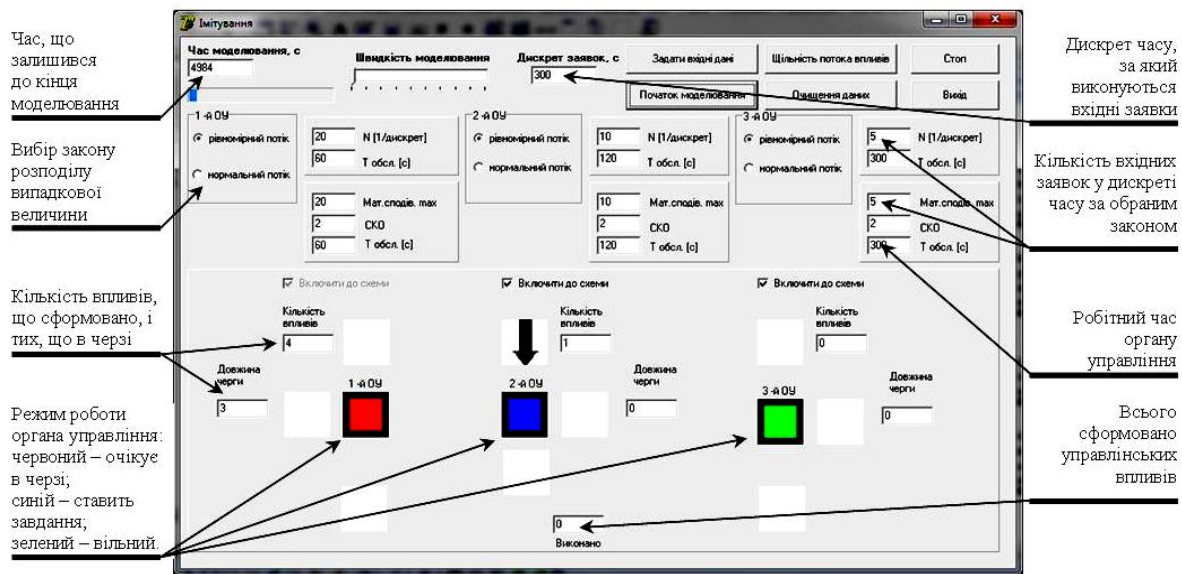 Імітування
Час, що
залишився
до кінця
моделювання
Вибір закону
розподілу
випадкової
величини
Кількість впливів,
що сформовано, і
тих, що в черзі
Режим роботи
органа управління:
червоний – очікує
в черзі;
синій – ставить
завдання;
зелений – вільний.
Час моделювання, с
4984
Швидкість моделювання
Дискрет заявок, с
300
Задати вхідні дані
Щільність потока впливів
Стоп
Початок моделювання
Очищення даних
Вихід
1-й ОУ
рівномірний потік
нормальний потік
20 N [1/дискрет]
60 Т обсл. [с]
20 Мат.сподів. max
2 СКО
60 Т обсл. [с]
2-й ОУ
рівномірний потік
нормальний потік
10 N [1/дискрет]
120 Т обсл. [с]
10 Мат.сподів. max
2 СКО
120 Т обсл. [с]
3-й ОУ
рівномірний потік
нормальний потік
5 N [1/дискрет]
300 Т обсл. [с]
5 Мат.сподів. max
2 СКО
300 Т обсл. [с]
Включити до схеми
Включити до схеми
Включити до схеми
Кількість
впливів
4
Кількість
впливів
1
Кількість
впливів
0
Довжина
черги
3
1-й ОУ
2-й ОУ
Довжина
черги
0
3-й ОУ
Довжина
черги
0
0
Виконано
Дискрет часу,
за який
виконуються
вхідні заявки
Кількість вхідних
заявок у дискреті
часу за обраним
законом
Робітний час
органу
управління
Всього
сформовано
управлінських
впливів